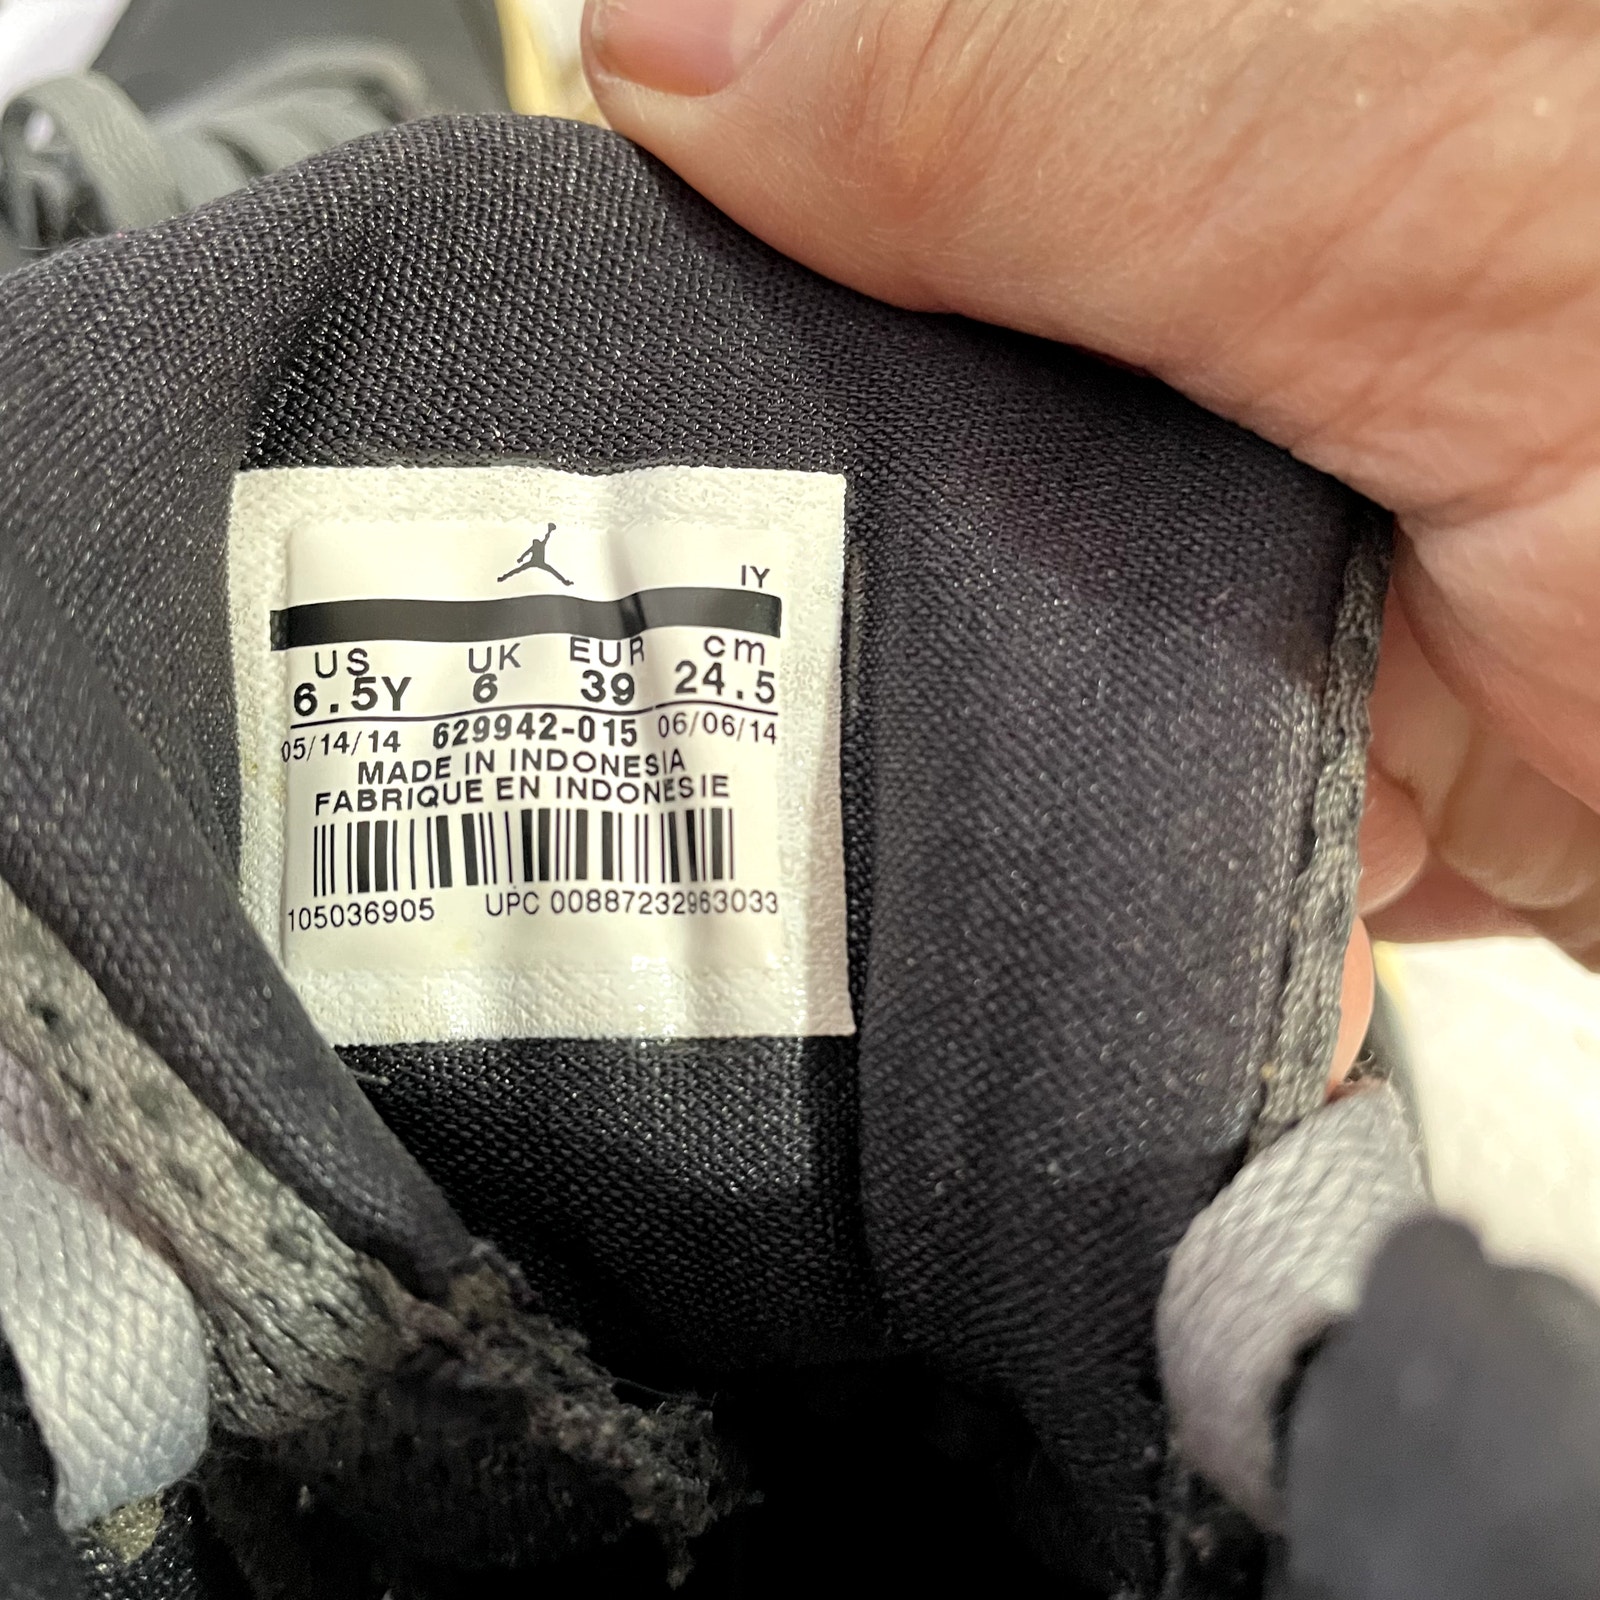 IY
US UK EUR cm
6.5Y 6 39 24.5
05/14/14 629942-015 06/06/14
MADE IN INDONESIA
FABRIQUE EN INDONESIE
105036905 UPC 00887232963033